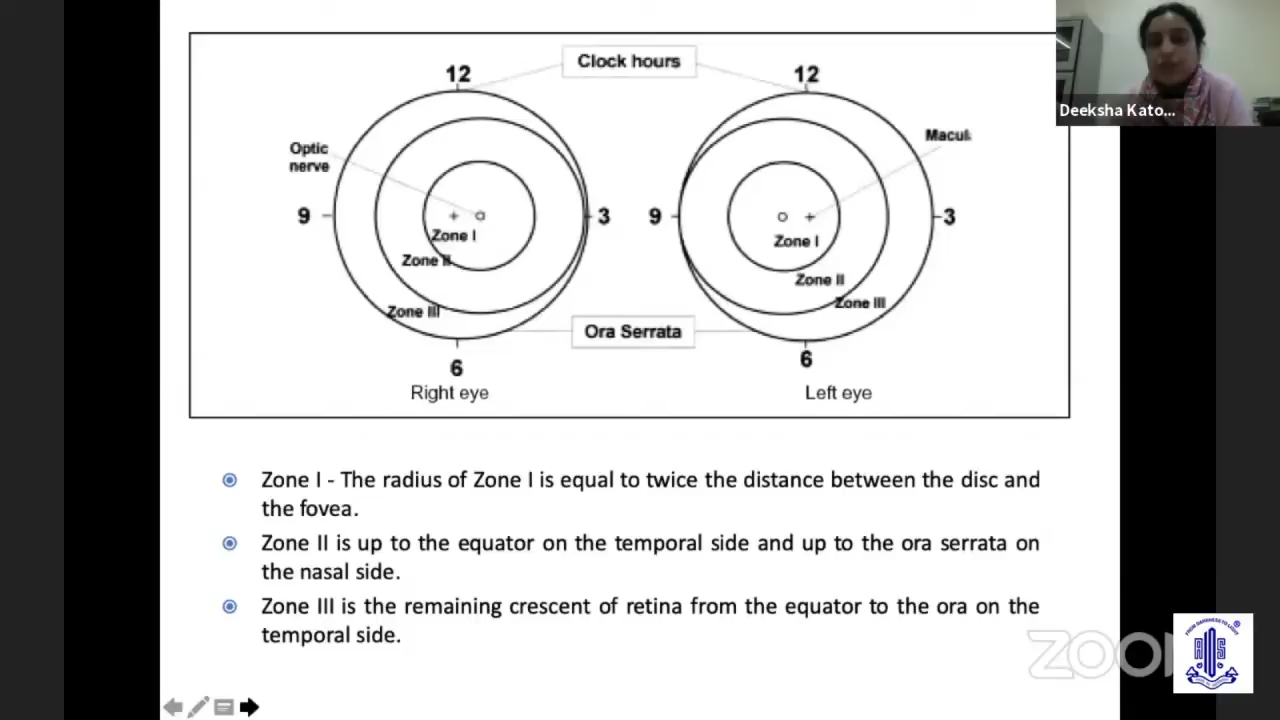 Clock hours
12
12
Optic
nerve
Macul
9
3
9
3
Zone I
Zone II
Zone III
Zone I
Zone II
Zone III
Ora Serrata
6
6
Right eye
Left eye
Zone I - The radius of Zone I is equal to twice the distance between the disc and
the fovea.
Zone II is up to the equator on the temporal side and up to the ora serrata on
the nasal side.
Zone III is the remaining crescent of retina from the equator to the ora on the
temporal side.
Deeksha Kato...
ZOOM